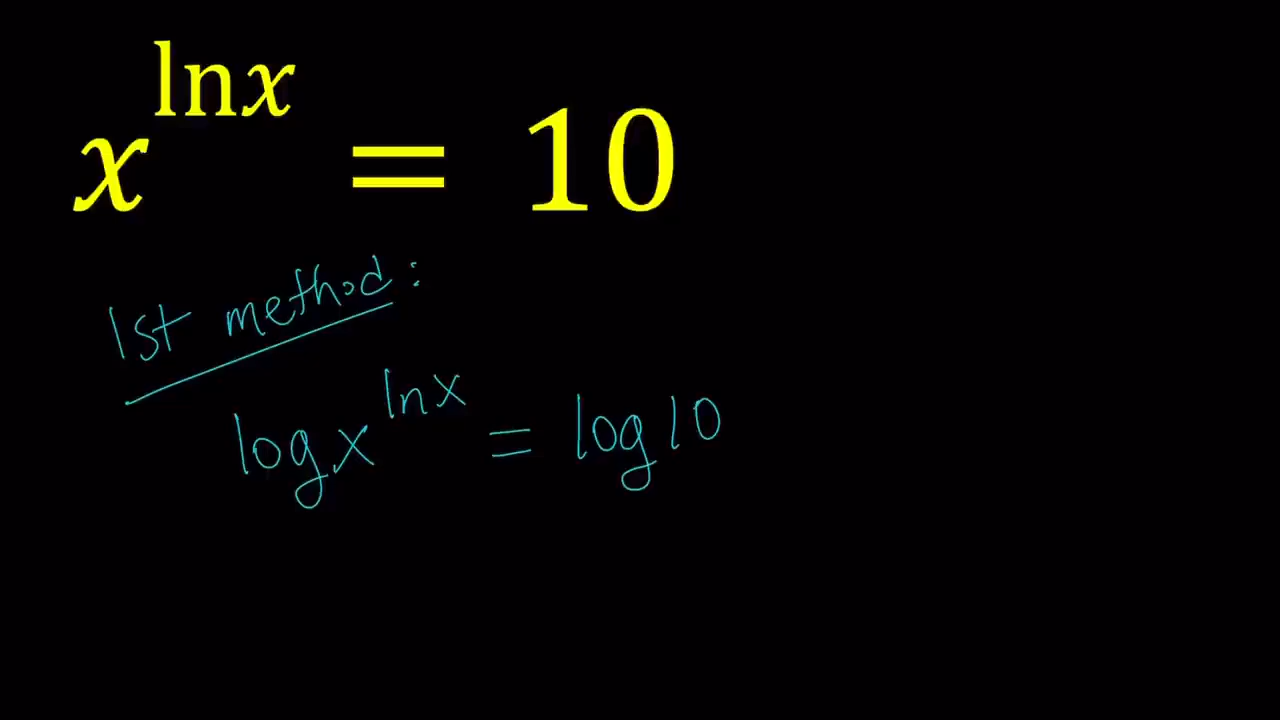 x^{lnx} = 10
1st method:
log x^{lnx} = log 10